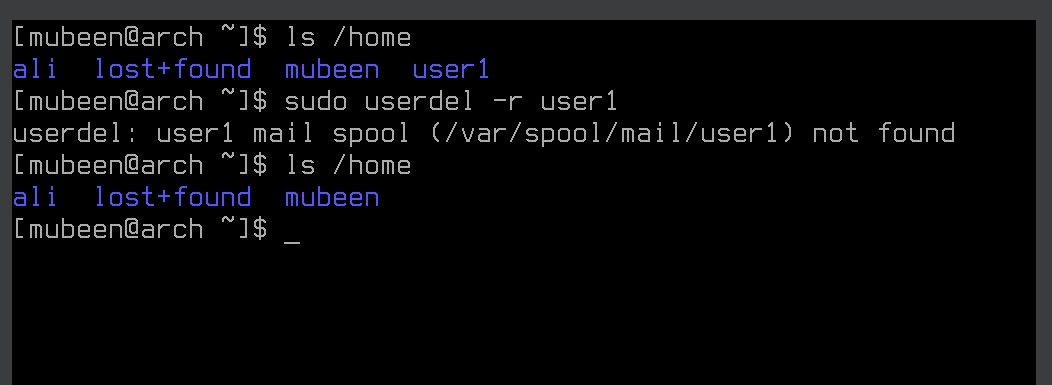 [mubeen@arch ~]$ ls /home
ali  lost+found  mubeen  user1
[mubeen@arch ~]$ sudo userdel -r user1
userdel: user1 mail spool (/var/spool/mail/user1) not found
[mubeen@arch ~]$ ls /home
ali  lost+found  mubeen
[mubeen@arch ~]$ _